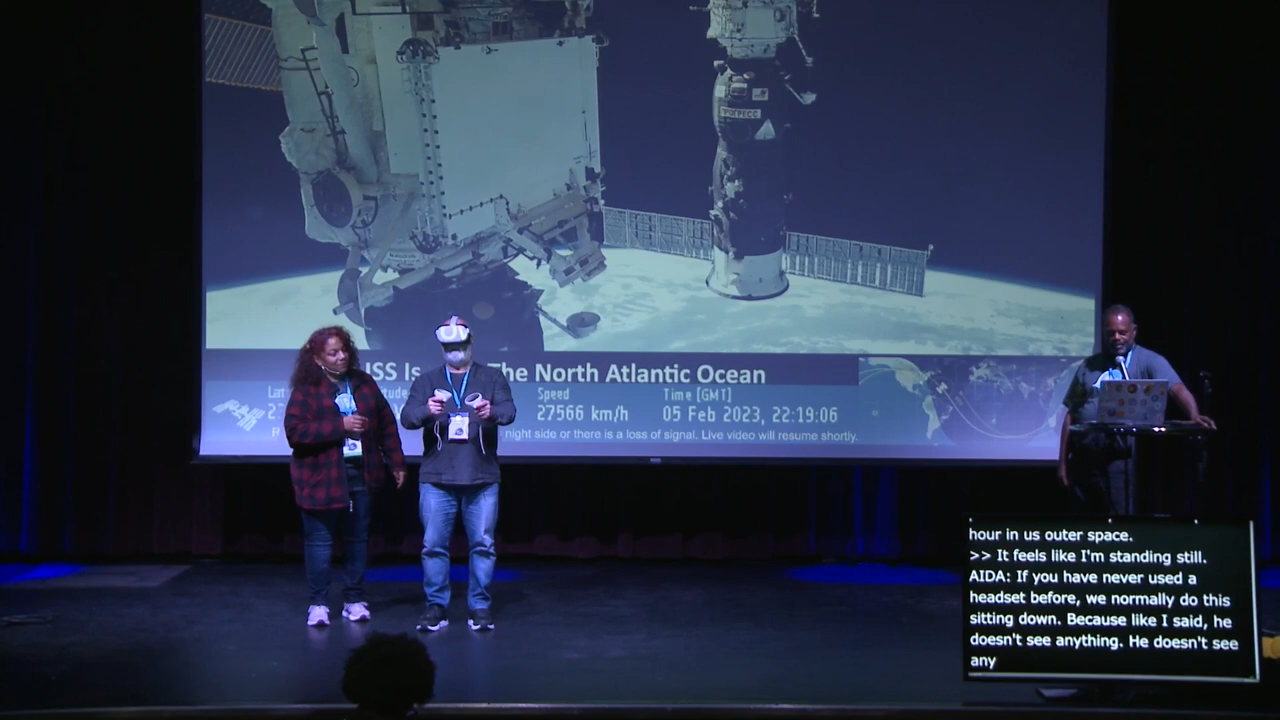 ISS Is
The North Atlantic Ocean
Speed
Time [GMT]
27566 km/h
05 Feb 2023, 22:19:06
night side or there is a loss of signal. Live video will resume shortly.
hour in us outer space.
>> It feels like I'm standing still.
AIDA: If you have never used a
headset before, we normally do this
sitting down. Because like I said, he
doesn't see anything. He doesn't see
any